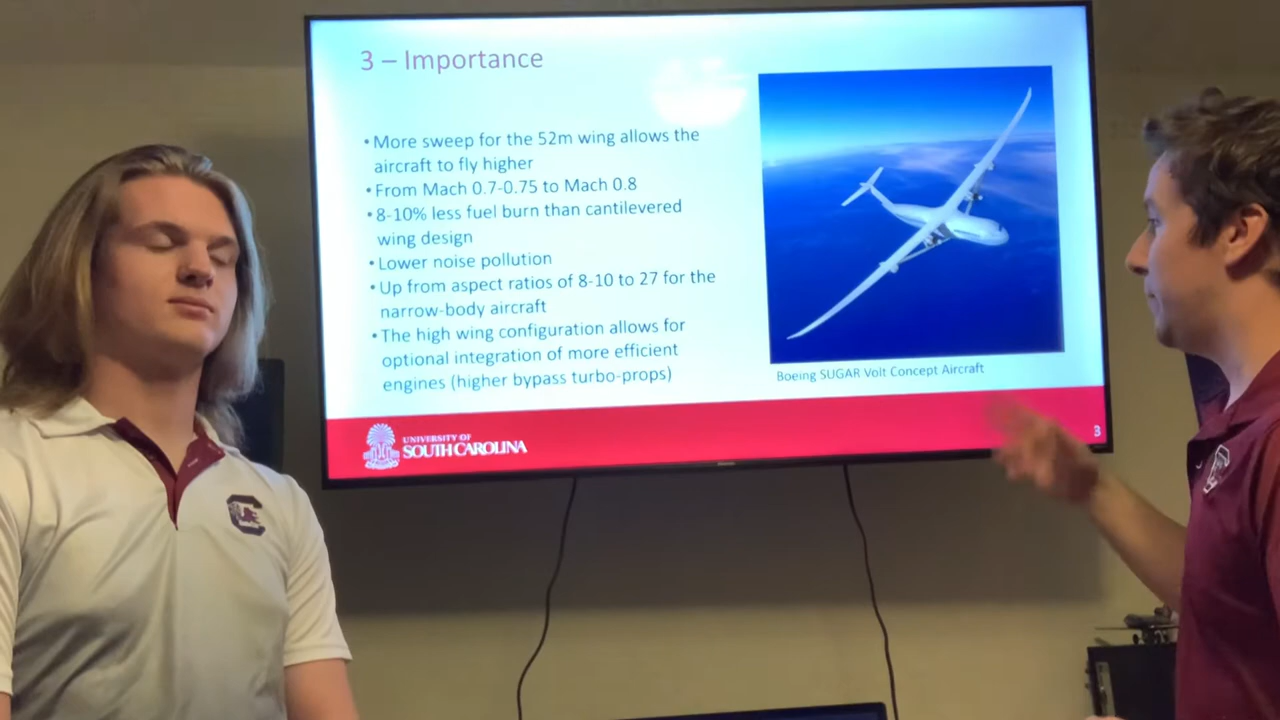 3 – Importance
• More sweep for the 52m wing allows the
aircraft to fly higher
• From Mach 0.7-0.75 to Mach 0.8
• 8-10% less fuel burn than cantilevered
wing design
• Lower noise pollution
• Up from aspect ratios of 8-10 to 27 for the
narrow-body aircraft
• The high wing configuration allows for
optional integration of more efficient
engines (higher bypass turbo-props)
Boeing SUGAR Volt Concept Aircraft
UNIVERSITY OF
SOUTH CAROLINA
3
C